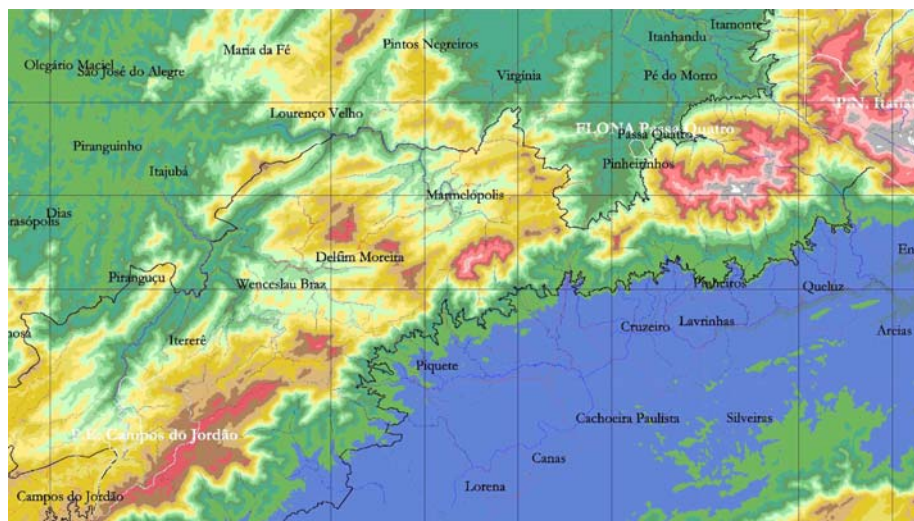 Itamonte
Itanhandu
Maria da Fé
Pintos Negreiros
Olegário Maciel
São José do Alegre
Virgínia
Pé do Morro
Lourenço Velho
FLONA Passa Quatro
Passa Quatro
Piranguinho
Itajubá
Pinheirinhos
Marmelópolis
Dias
Delfim Moreira
Piranguçu
Wenceslau Braz
Pinheiros
Queluz
Itererê
Cruzeiro
Lavrinhas
Areias
Piquete
Cachoeira Paulista
Silveiras
Campos do Jordão
Canas
Lorena
Campos do Jordão